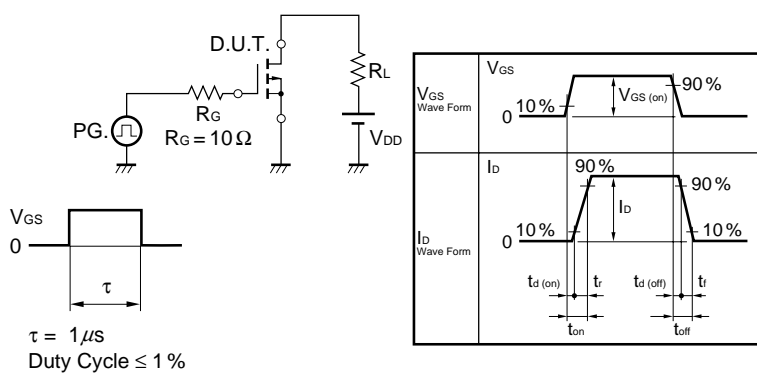 D.U.T.
RL
RG
PG.
RG = 10 Ω
VDD
VGS
0
τ
τ = 1 μs
Duty Cycle ≤ 1 %
VGS
Wave Form
VGS
10 %
0
VGS (on)
90 %
ID
Wave Form
ID
90 %
90 %
ID
10 %
10 %
0
td (on)
tr
td (off)
tf
ton
toff